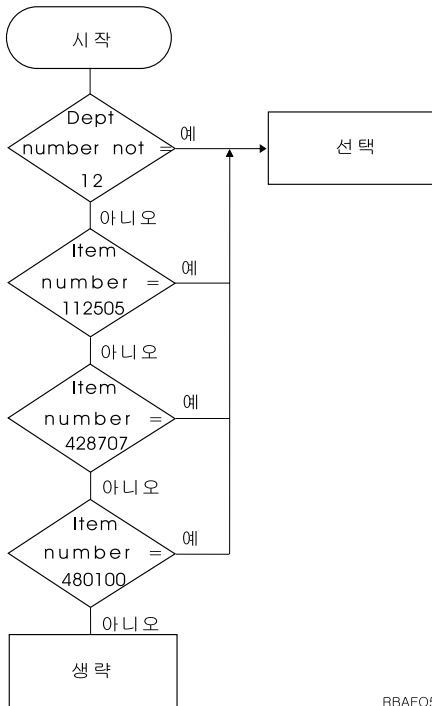 시작
Dept
number not =
12
예
선택
아니오
Item
number =
112505
예
아니오
Item
number =
428707
예
아니오
Item
number =
480100
예
아니오
생략